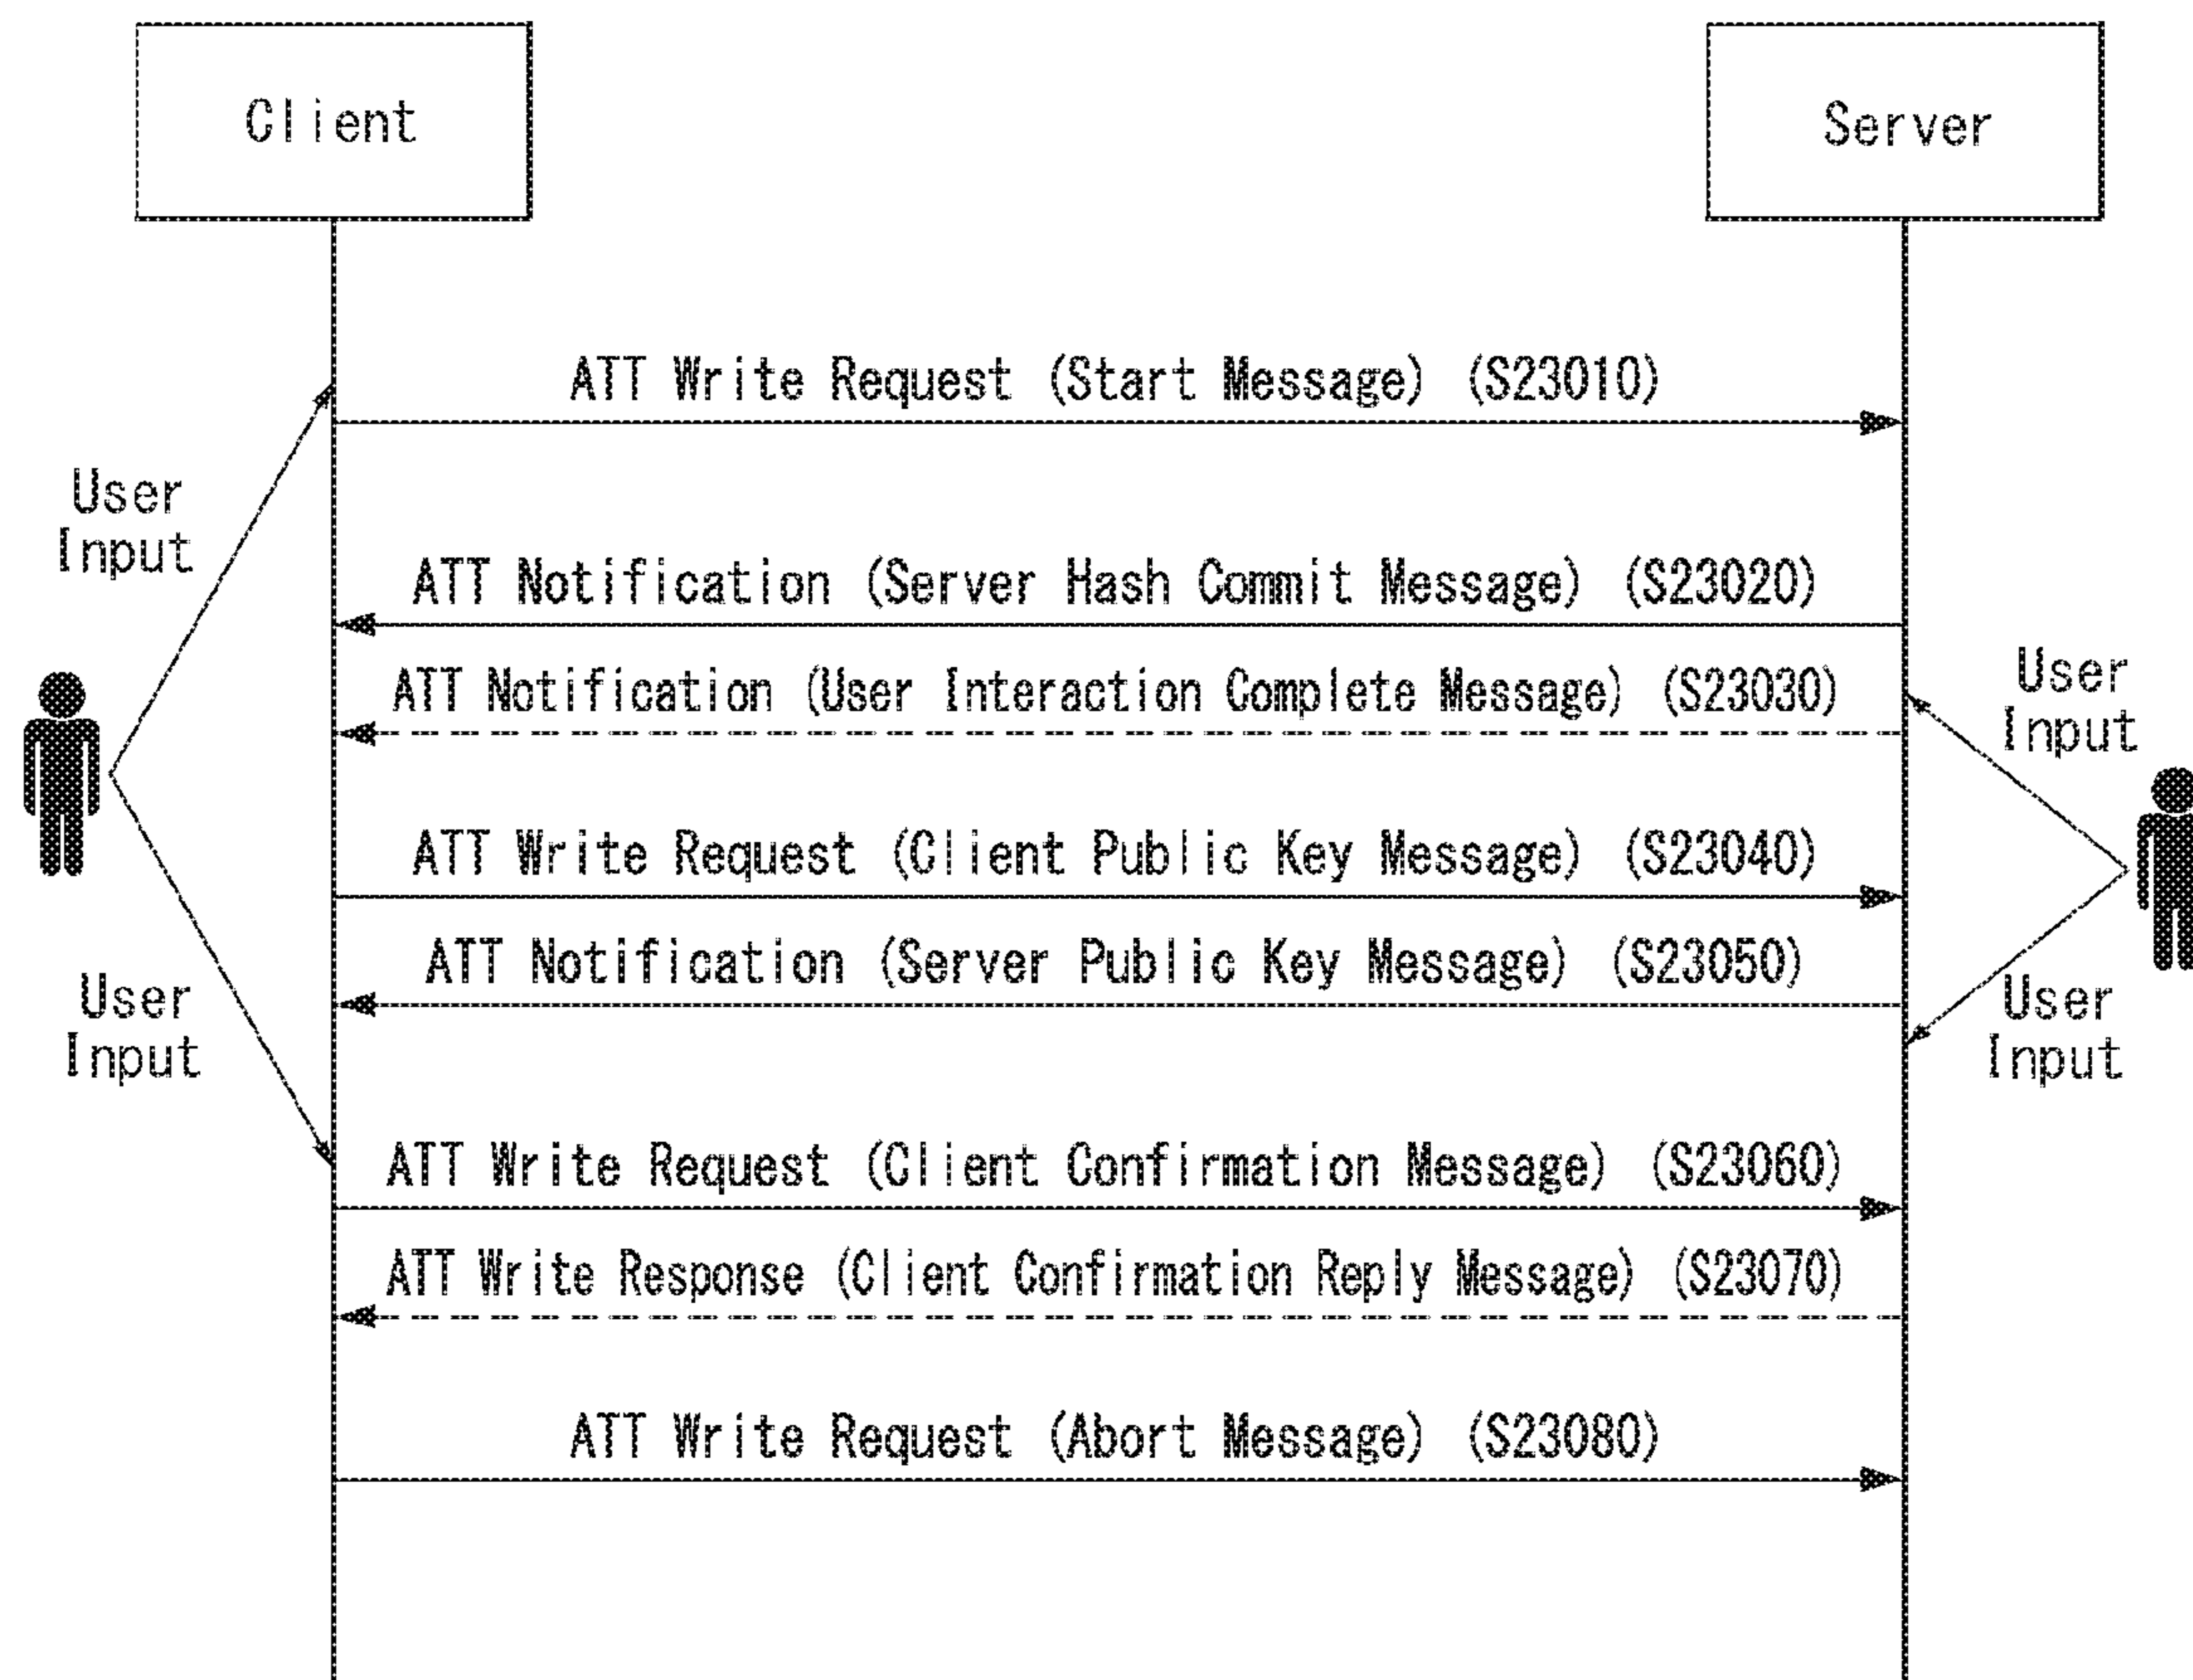 Client
Server
ATT Write Request (Start Message) (S23010)
User
Input
ATT Notification (Server Hash Commit Message) (S23020)
ATT Notification (User Interaction Complete Message) (S23030)
User
Input
ATT Write Request (Client Public Key Message) (S23040)
ATT Notification (Server Public Key Message) (S23050)
User
Input
User
Input
ATT Write Request (Client Confirmation Message) (S23060)
ATT Write Response (Client Confirmation Reply Message) (S23070)
ATT Write Request (Abort Message) (S23080)